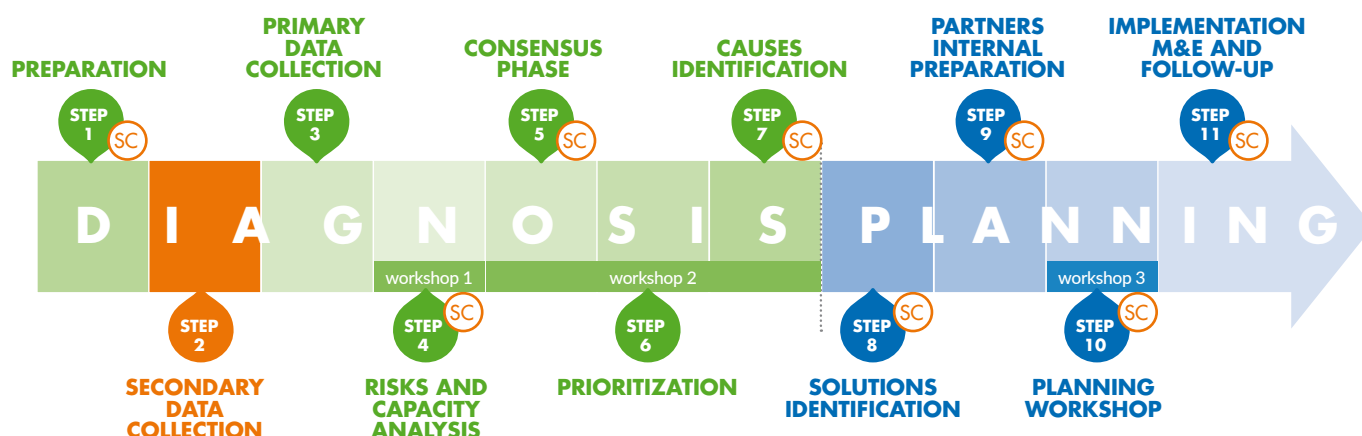 PREPARATION
STEP
1
SC
PRIMARY
DATA
COLLECTION
STEP
3
CONSENSUS
PHASE
STEP
5
SC
CAUSES
IDENTIFICATION
STEP
7
SC
PARTNERS
INTERNAL
PREPARATION
STEP
9
SC
IMPLEMENTATION
M&E AND
FOLLOW-UP
STEP
11
SC
DIAGNOSIS PLANNING
workshop 1
workshop 2
workshop 3
STEP
2
SECONDARY
DATA
COLLECTION
STEP
4
SC
RISKS AND
CAPACITY
ANALYSIS
STEP
6
PRIORITIZATION
STEP
8
SC
SOLUTIONS
IDENTIFICATION
STEP
10
SC
PLANNING
WORKSHOP